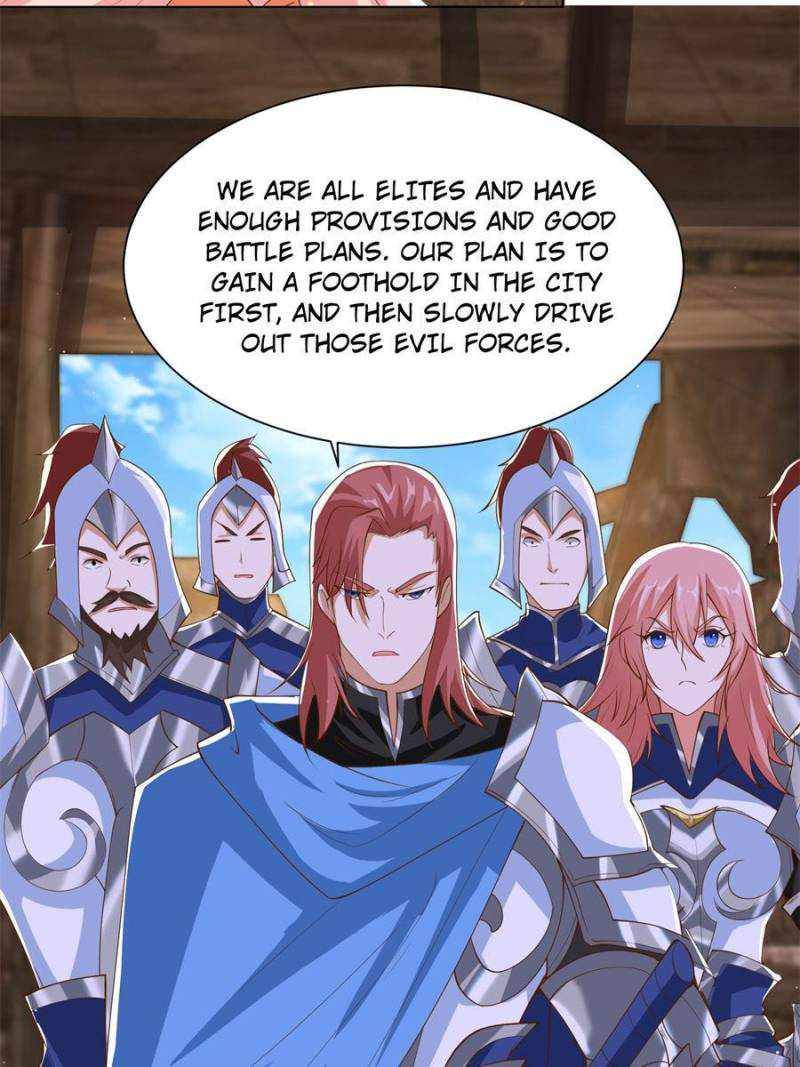 WE ARE ALL ELITES AND HAVE
ENOUGH PROVISIONS AND GOOD
BATTLE PLANS. OUR PLAN IS TO
GAIN A FOOTHOLD IN THE CITY
FIRST, AND THEN SLOWLY DRIVE
OUT THOSE EVIL FORCES.